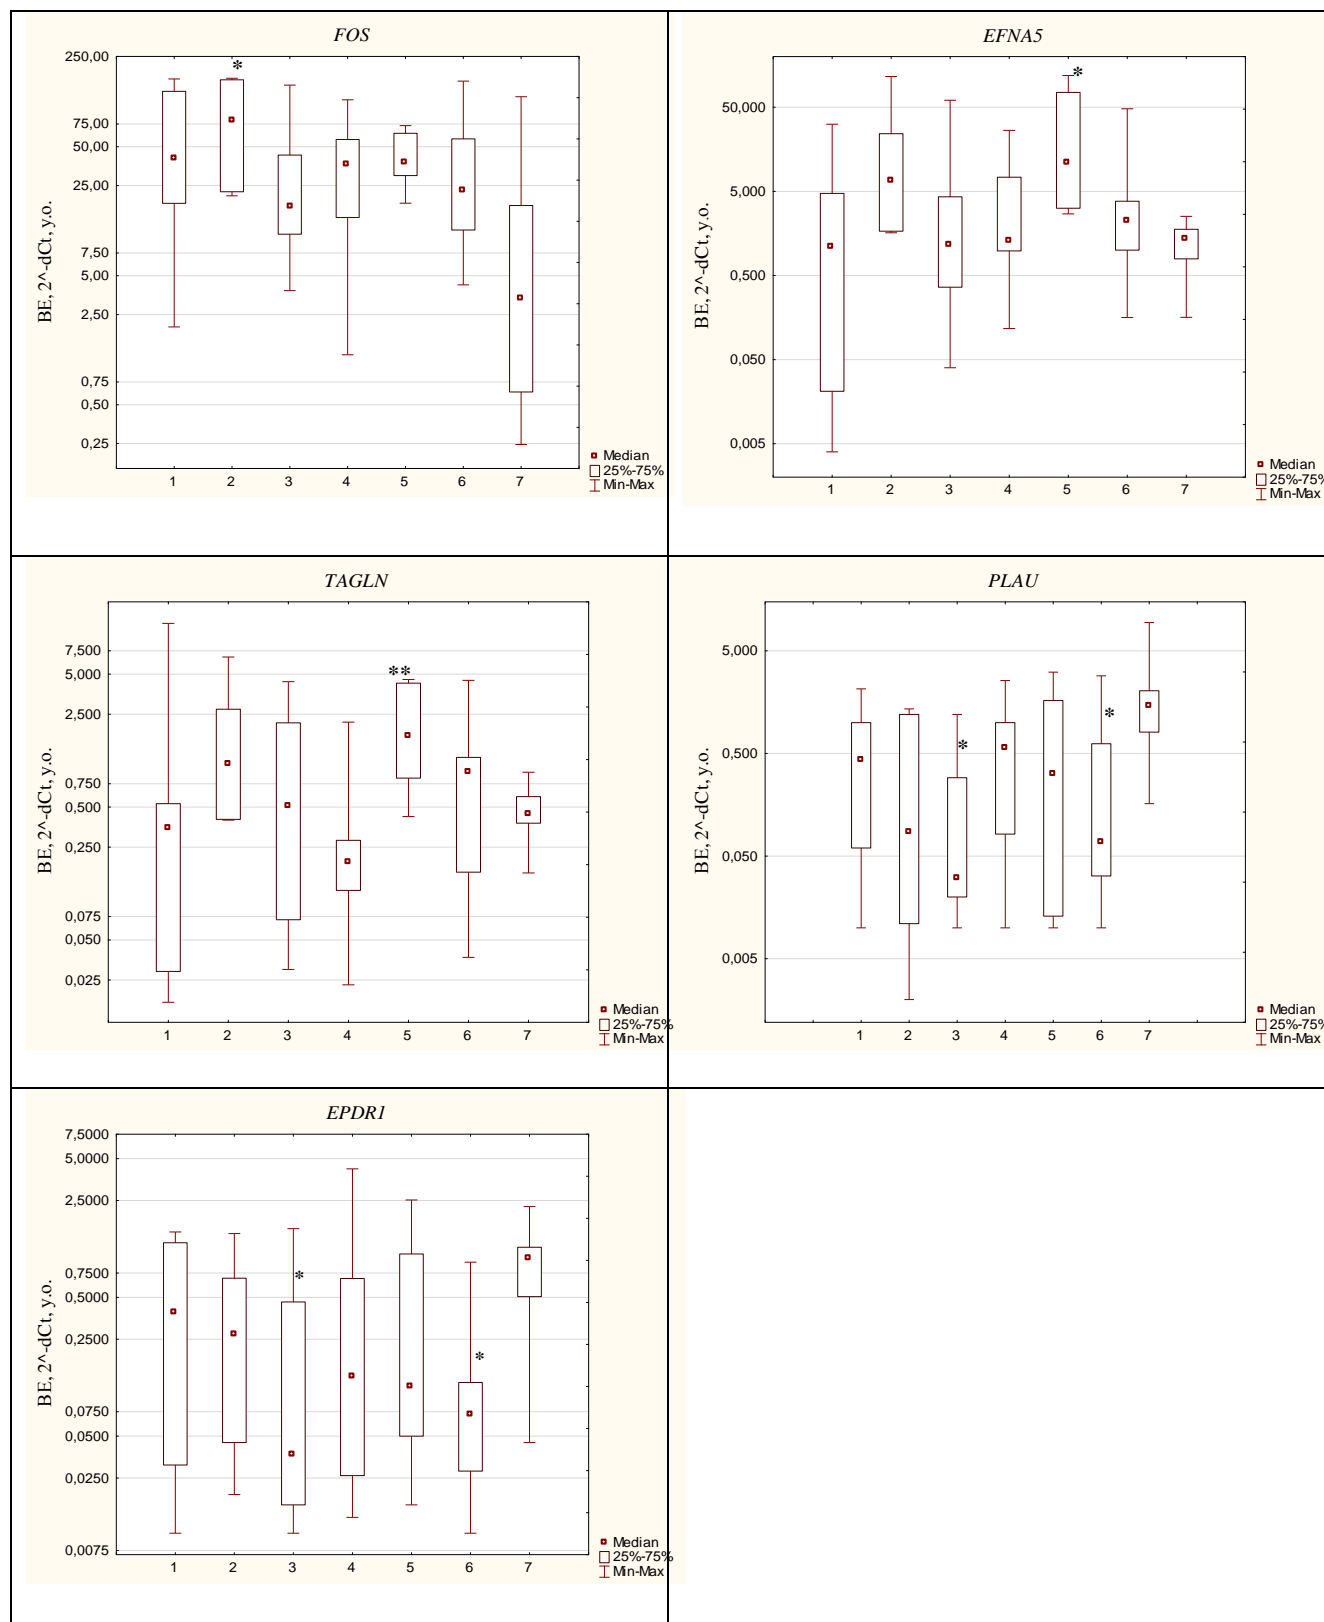 FOS
250,00
75,00
50,00
25,00
7,50
5,00
2,50
0,75
0,50
0,25
ВЕ, 2^-dCt, у.о.
*
1 2 3 4 5 6 7
Median
25%-75%
Min-Max
EFNA5
50,000
5,000
0,500
0,050
0,005
ВЕ, 2^-dCt, у.о.
*
1 2 3 4 5 6 7
Median
25%-75%
Min-Max
TAGLN
7,500
5,000
2,500
0,750
0,500
0,250
0,075
0,050
0,025
ВЕ, 2^-dCt, у.о.
**
1 2 3 4 5 6 7
Median
25%-75%
Min-Max
PLAU
5,000
0,500
0,050
0,005
ВЕ, 2^-dCt, у.о.
*
*
1 2 3 4 5 6 7
Median
25%-75%
Min-Max
EPDR1
7,5000
5,0000
2,5000
0,7500
0,5000
0,2500
0,0750
0,0500
0,0250
0,0075
ВЕ, 2^-dCt, у.о.
*
*
1 2 3 4 5 6 7
Median
25%-75%
Min-Max